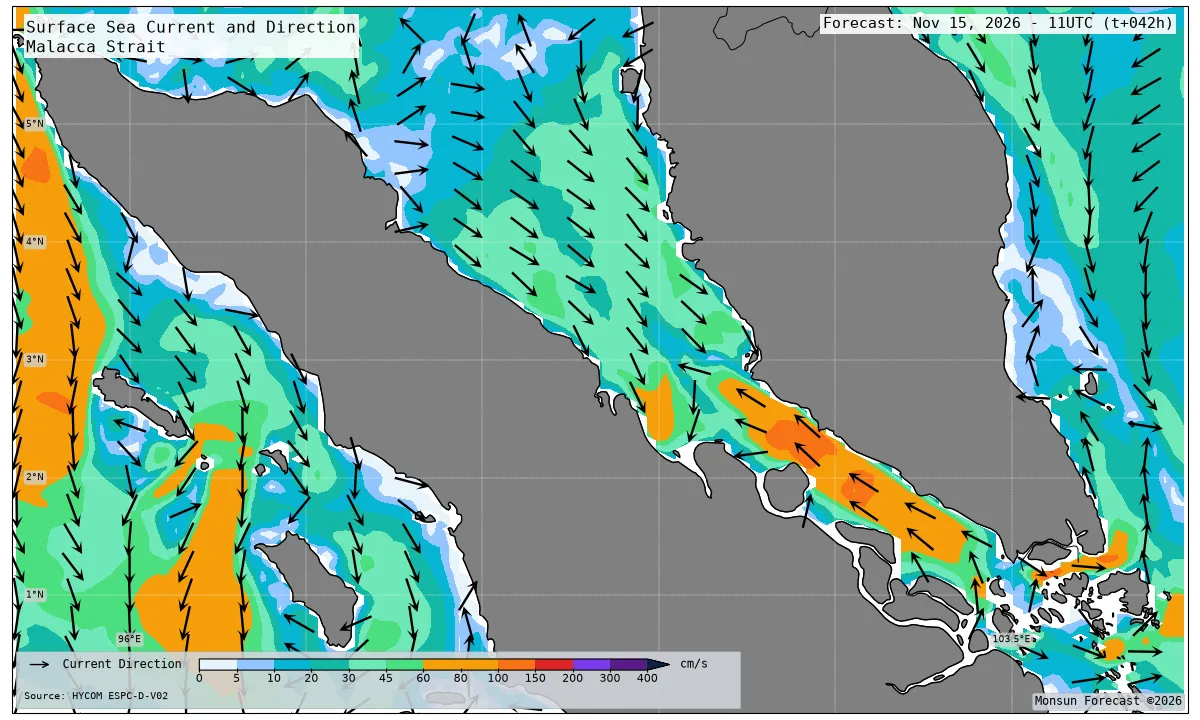 Surface Sea Current and Direction
Malacca Strait
Forecast: Nov 15, 2026 - 11UTC (t+042h)
5°N
4°N
3°N
2°N
1°N
96°E
103.5°E
Current Direction
0 5 10 20 30 45 60 80 100 150 200 300 400
cm/s
Source: HYCOM ESPC-D-V02
Monsun Forecast ©2026